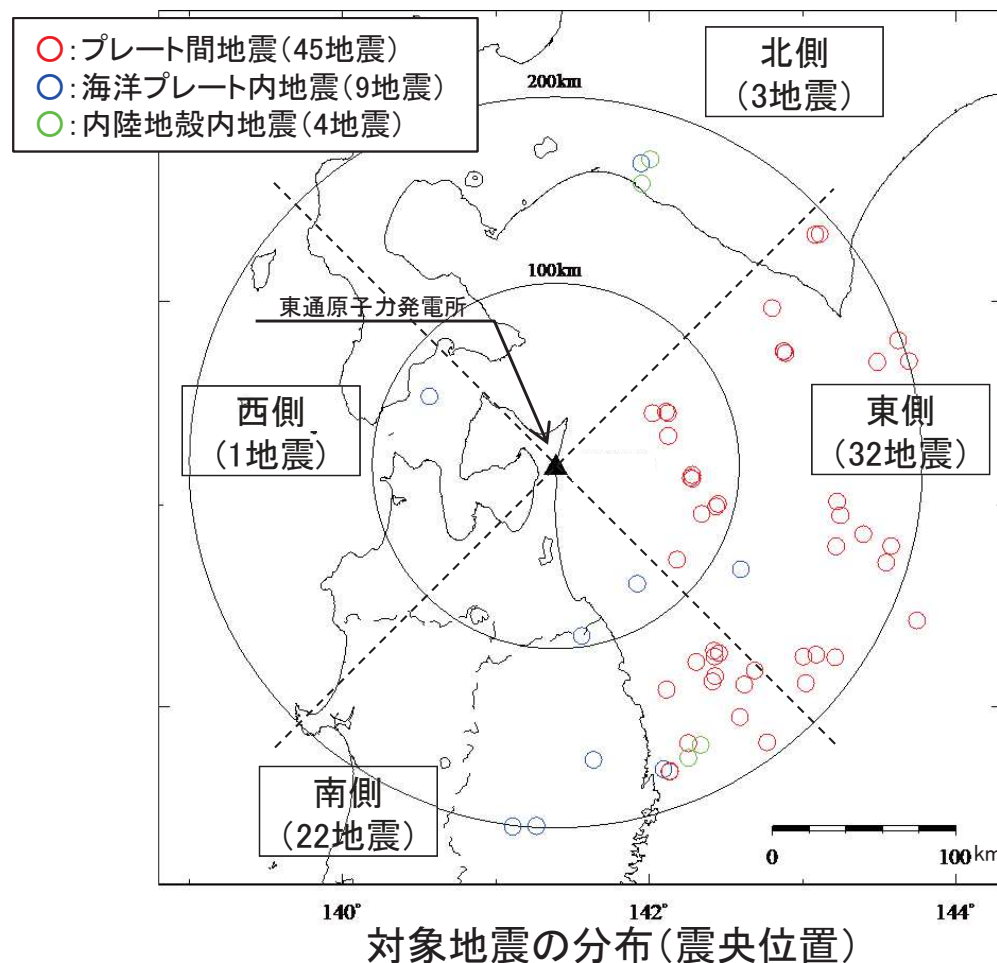 ○:プレート間地震(45地震)
○:海洋プレート内地震(9地震)
○:内陸地殻内地震(4地震)
北側
(3地震)
200km
100km
東通原子力発電所
西側
(1地震)
東側
(32地震)
南側
(22地震)
0 100 km
140° 142° 144°
対象地震の分布(震央位置)